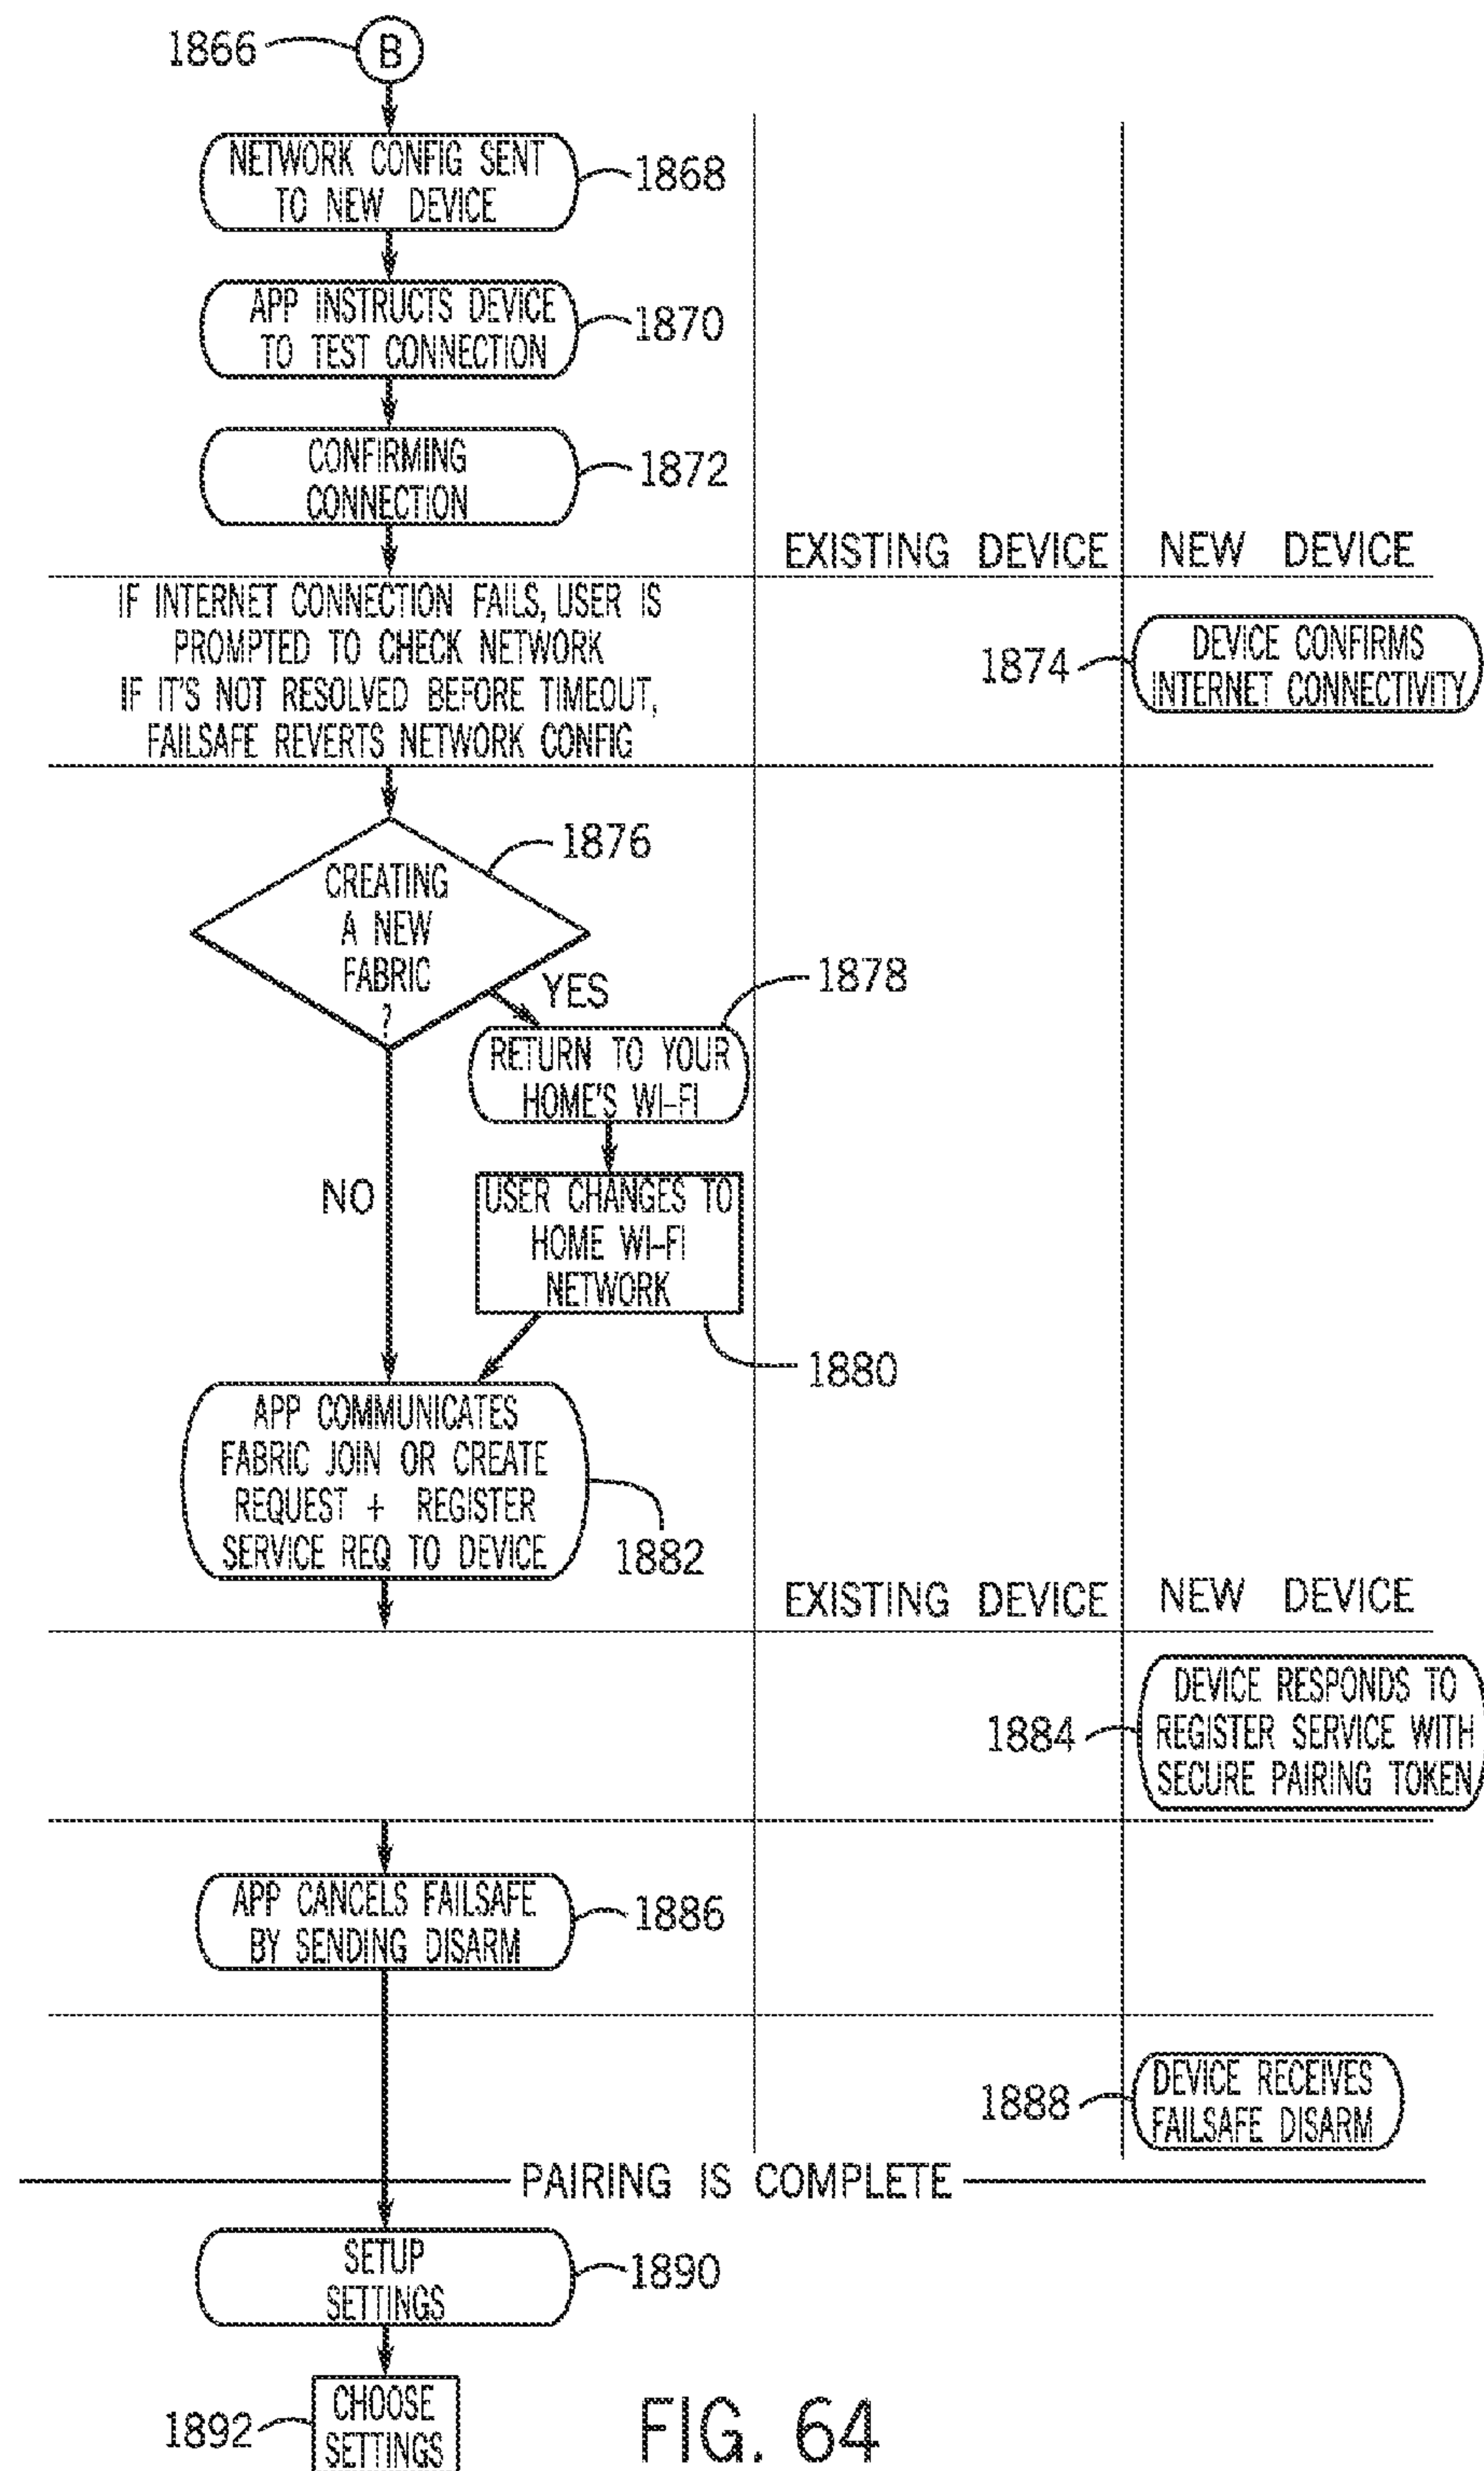 1866
B
NETWORK CONFIG SENT
TO NEW DEVICE
1868
APP INSTRUCTS DEVICE
TO TEST CONNECTION
1870
CONFIRMING
CONNECTION
1872
EXISTING DEVICE
NEW DEVICE
IF INTERNET CONNECTION FAILS, USER IS
PROMPTED TO CHECK NETWORK
IF IT'S NOT RESOLVED BEFORE TIMEOUT,
FAILSAFE REVERTS NETWORK CONFIG
1874
DEVICE CONFIRMS
INTERNET CONNECTIVITY
1876
CREATING
A NEW
FABRIC
?
YES
1878
RETURN TO YOUR
HOME'S WI-FI
NO
USER CHANGES TO
HOME WI-FI
NETWORK
1880
APP COMMUNICATES
FABRIC JOIN OR CREATE
REQUEST + REGISTER
SERVICE REQ TO DEVICE
1882
EXISTING DEVICE
NEW DEVICE
1884
DEVICE RESPONDS TO
REGISTER SERVICE WITH
SECURE PAIRING TOKEN
APP CANCELS FAILSAFE
BY SENDING DISARM
1886
1888
DEVICE RECEIVES
FAILSAFE DISARM
PAIRING IS COMPLETE
SETUP
SETTINGS
1890
1892
CHOOSE
SETTINGS
FIG. 64